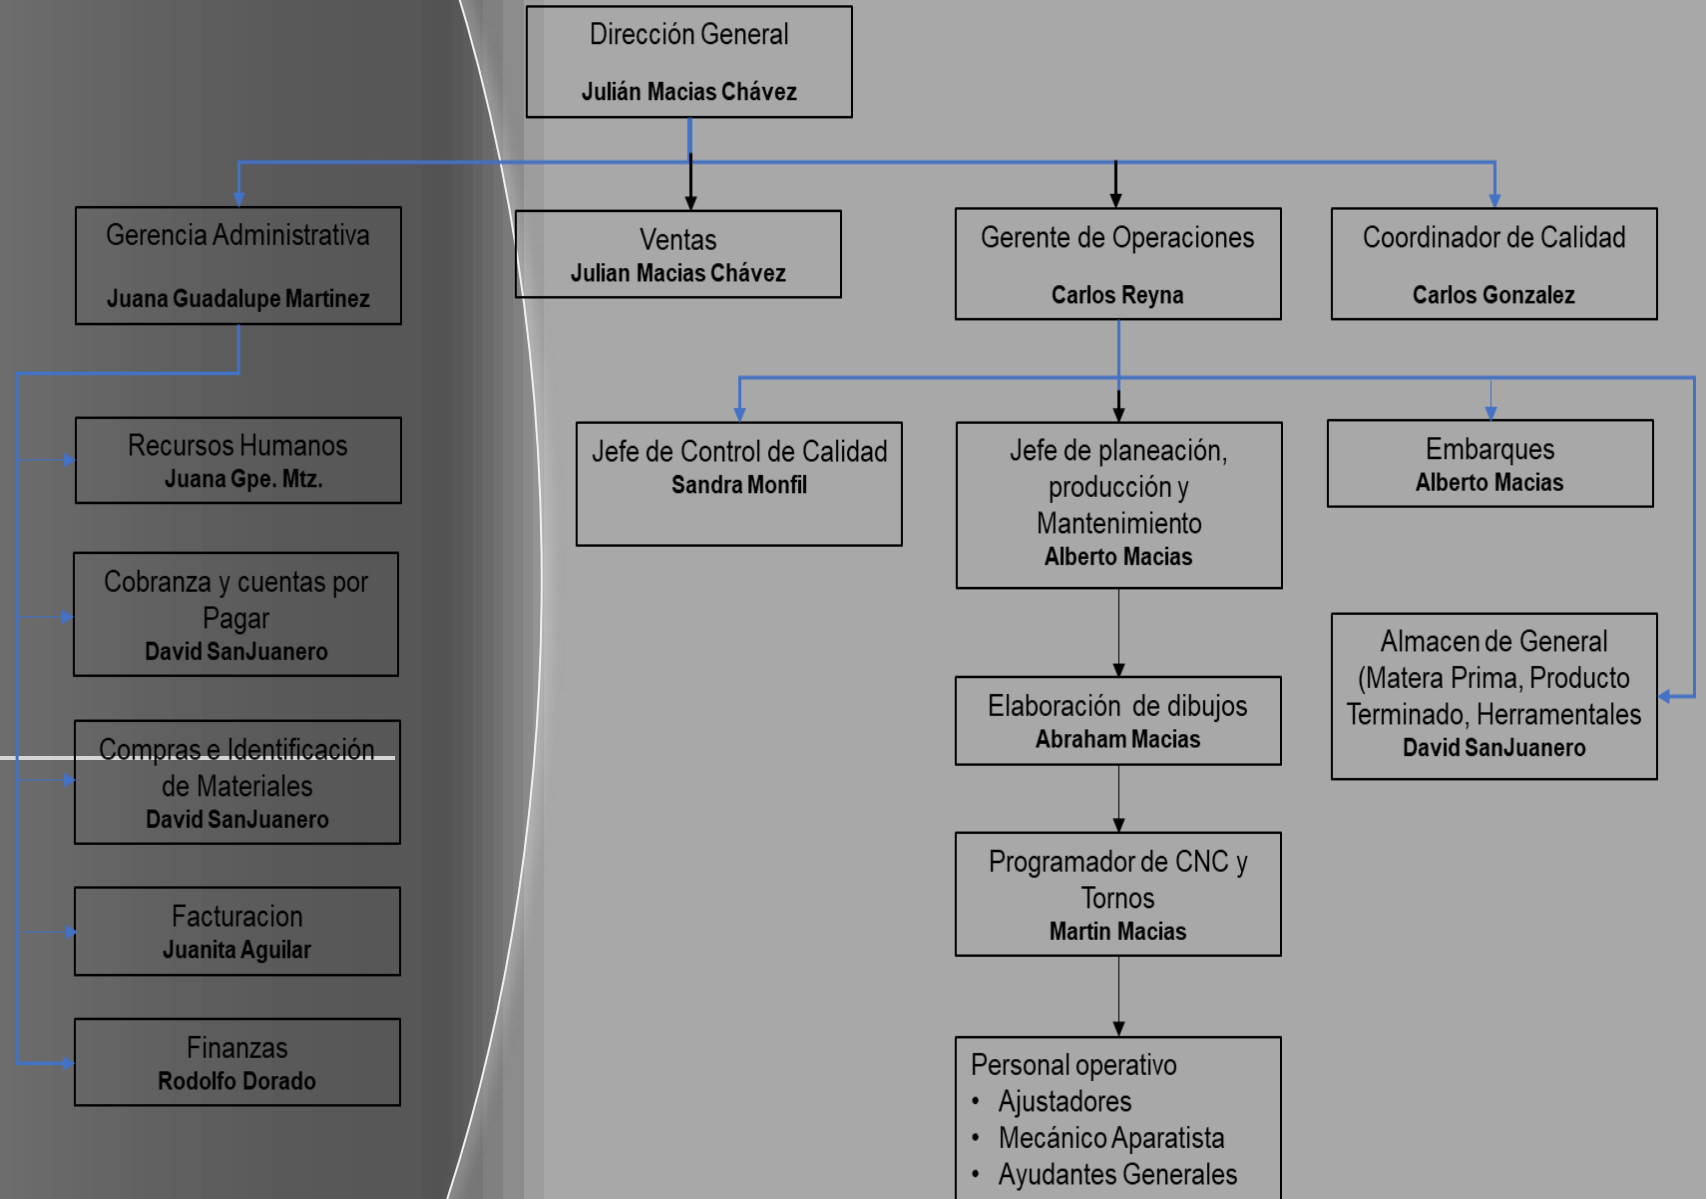 Dirección General
Julián Macias Chávez
Gerencia Administrativa
Juana Guadalupe Martinez
Ventas
Julian Macias Chávez
Gerente de Operaciones
Carlos Reyna
Coordinador de Calidad
Carlos Gonzalez
Recursos Humanos
Juana Gpe. Mtz.
Cobranza y cuentas por
Pagar
David SanJuanero
Compras e Identificación
de Materiales
David SanJuanero
Facturacion
Juanita Aguilar
Finanzas
Rodolfo Dorado
Jefe de Control de Calidad
Sandra Monfil
Jefe de planeación,
producción y
Mantenimiento
Alberto Macias
Embarques
Alberto Macias
Almacen de General
(Matera Prima, Producto
Terminado, Herramentales
David SanJuanero
Elaboración de dibujos
Abraham Macias
Programador de CNC y
Tornos
Martin Macias
Personal operativo
• Ajustadores
• Mecánico Aparatista
• Ayudantes Generales